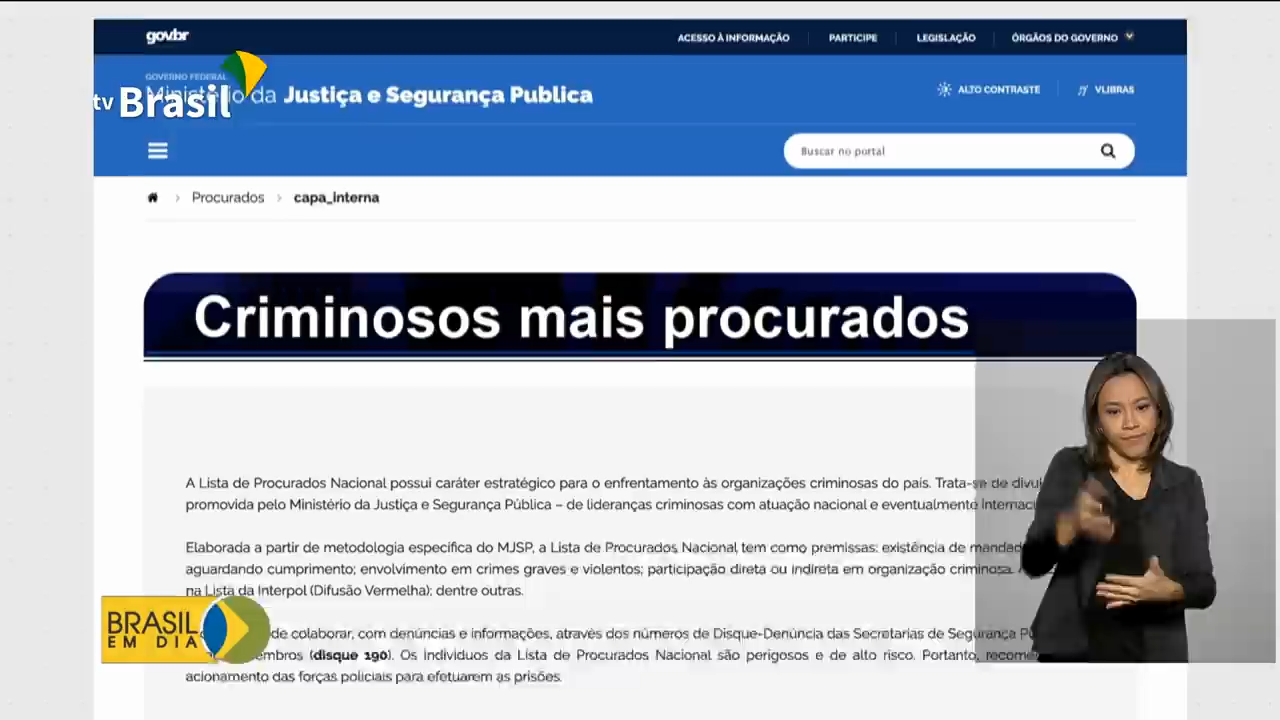 gov.br
ACESSO À INFORMAÇÃO PARTICIPE LEGISLAÇÃO ÓRGÃOS DO GOVERNO
GOVERNO FEDERAL
tv Brasil
Ministério da Justiça e Segurança Publica
ALTO CONTRASTE VLIBRAS
Buscar no portal
Procurados > capa_interna
Criminosos mais procurados
A Lista de Procurados Nacional possui caráter estratégico para o enfrentamento às organizações criminosas do país. Trata-se de
promovida pelo Ministério da Justiça e Segurança Pública – de lideranças criminosas com atuação nacional e eventualmente
Elaborada a partir de metodologia específica do MJSP, a Lista de Procurados Nacional tem como premissas: existência de
aguardando cumprimento; envolvimento em crimes graves e violentos; participação direta ou indireta em organização criminosa.
na Lista da Interpol (Difusão Vermelha); dentre outras.
de colaborar, com denúncias e informações, através dos números de Disque-Denúncia das Secretarias de Segurança
(disque 190). Os indivíduos da Lista de Procurados Nacional são perigosos e de alto risco. Portanto,
acionamento das forças policiais para efetuarem as prisões.
BRASIL
EM DIA